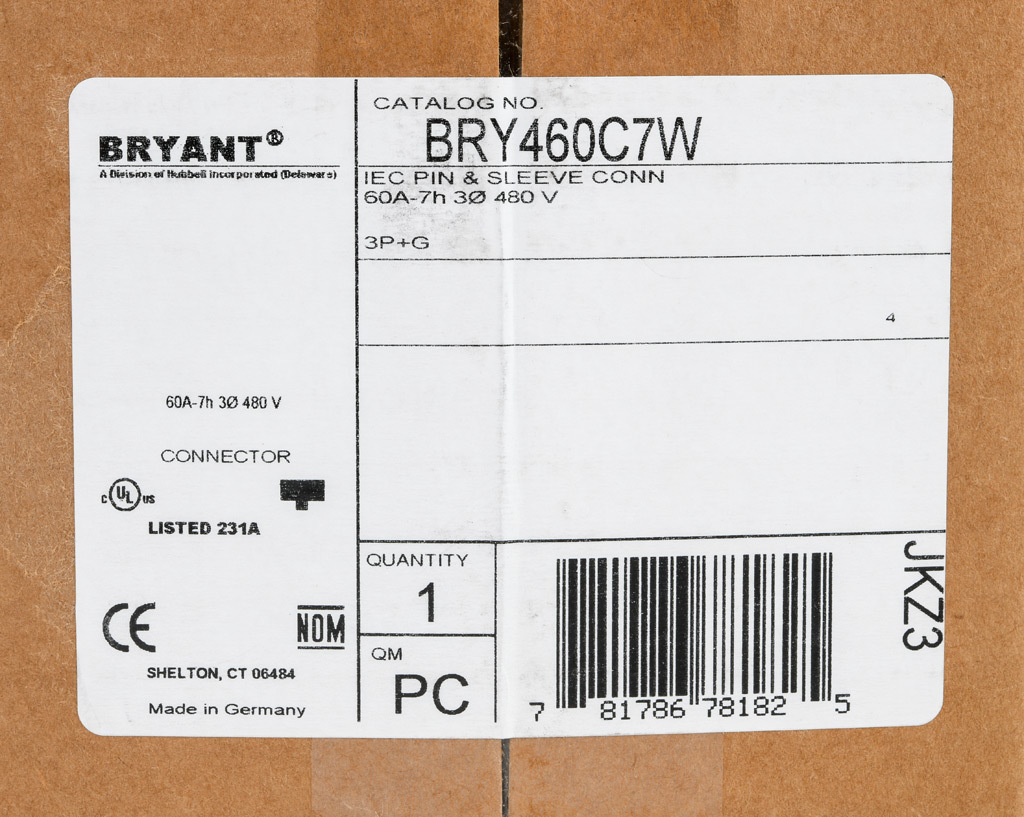 BRYANT®
A Division of Hubbell Incorporated (Delaware)
60A-7h 3Ø 480 V
CONNECTOR
C UL US
LISTED 231A
CE
NOM
SHELTON, CT 06484
Made in Germany
CATALOG NO.
BRY460C7W
IEC PIN & SLEEVE CONN
60A-7h 3Ø 480 V
3P+G
4
QUANTITY
1
QM
PC
7 81786 78182 5
JKZ3